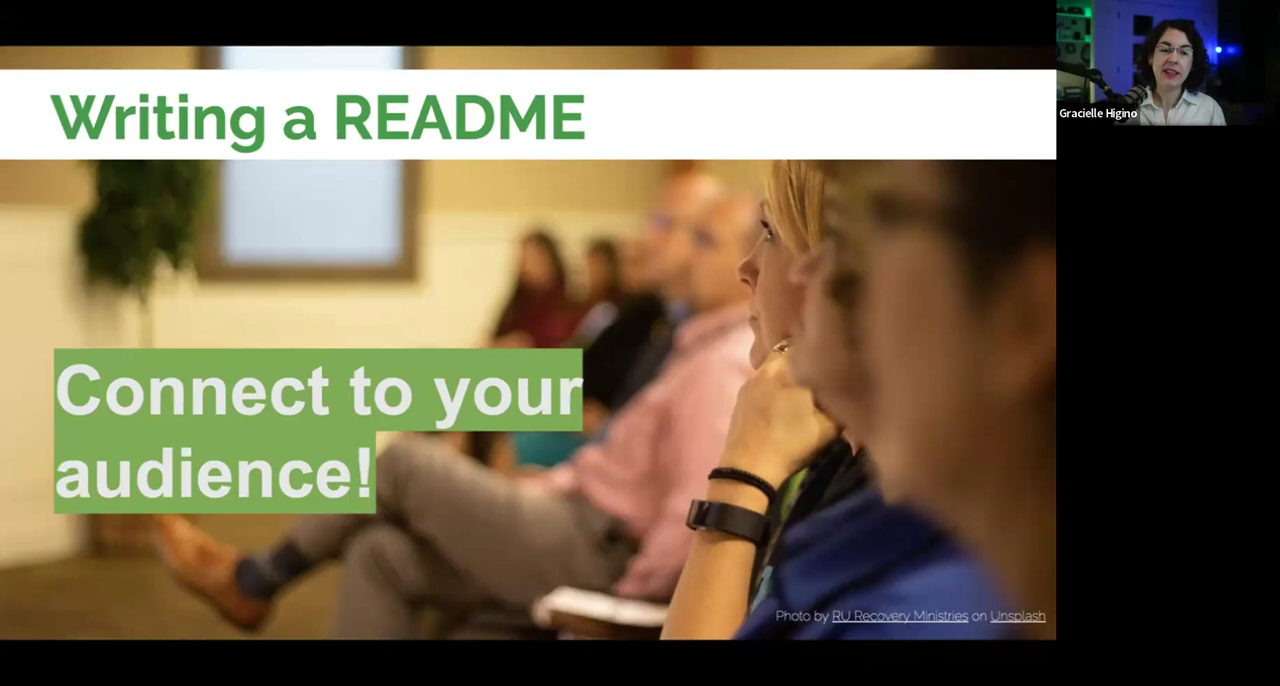 Writing a README
Gracielle Higino
Connect to your
audience!
Photo by RU Recovery Ministries on Unsplash